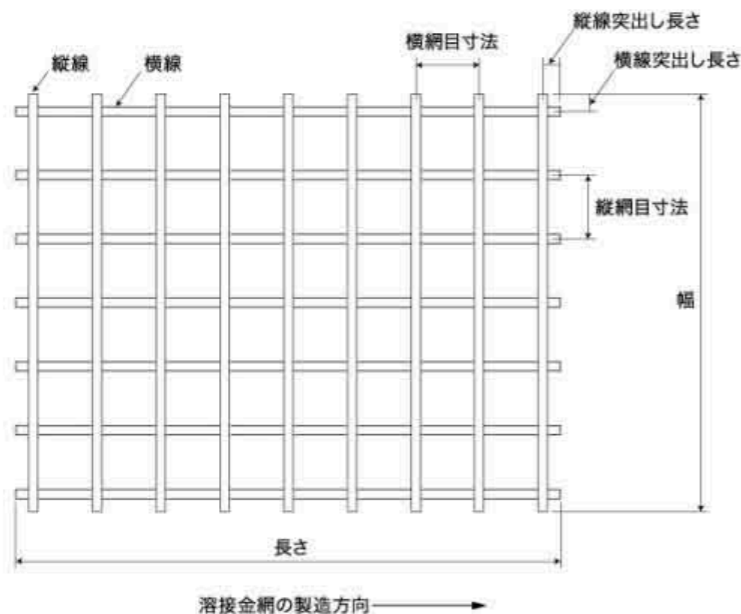 縦線突出し長さ
横網目寸法
縦線
横線
横線突出し長さ
縦網目寸法
幅
長さ
溶接金網の製造方向